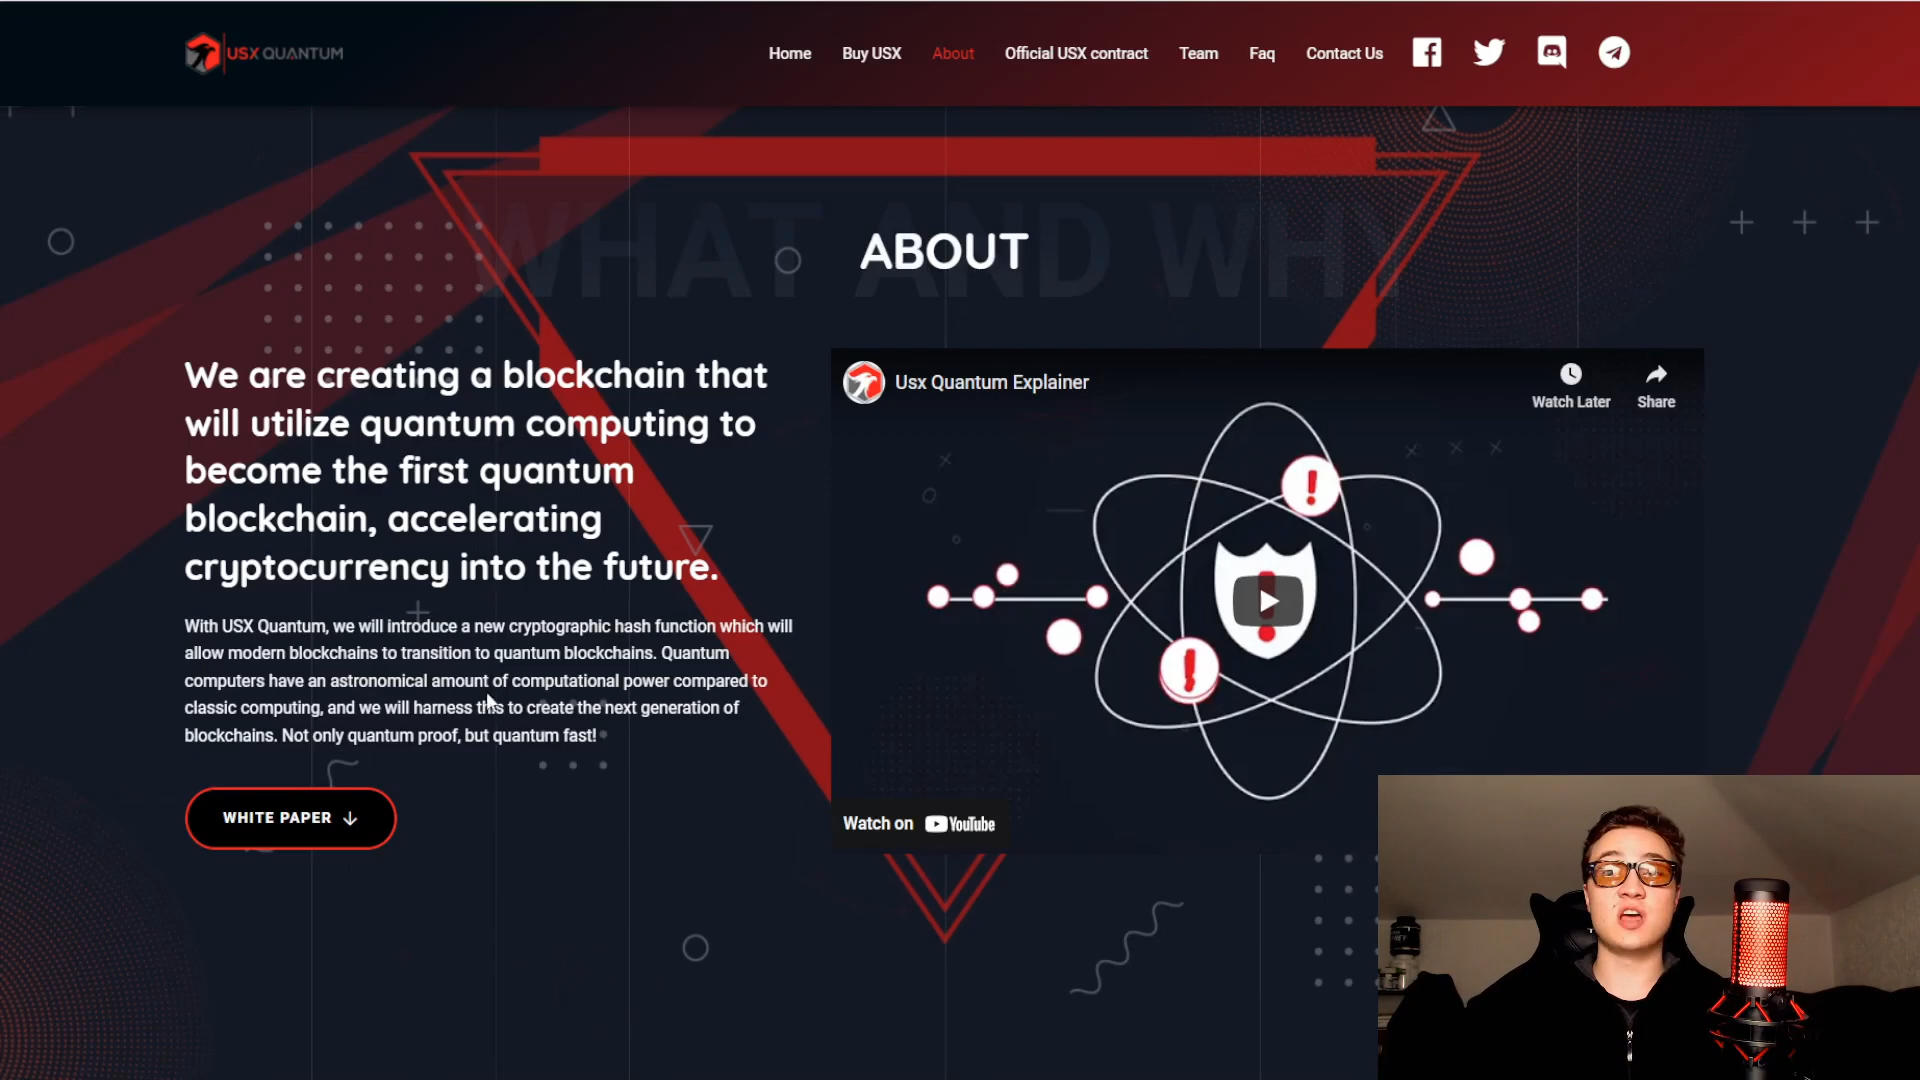 USX QUANTUM
Home Buy USX About Official USX contract Team Faq Contact Us
WHAT AND WHY
ABOUT
We are creating a blockchain that
will utilize quantum computing to
become the first quantum
blockchain, accelerating
cryptocurrency into the future.
With USX Quantum, we will introduce a new cryptographic hash function which will
allow modern blockchains to transition to quantum blockchains. Quantum
computers have an astronomical amount of computational power compared to
classic computing, and we will harness this to create the next generation of
blockchains. Not only quantum proof, but quantum fast!
WHITE PAPER
Usx Quantum Explainer
Watch Later
Share
!
!
Watch on YouTube